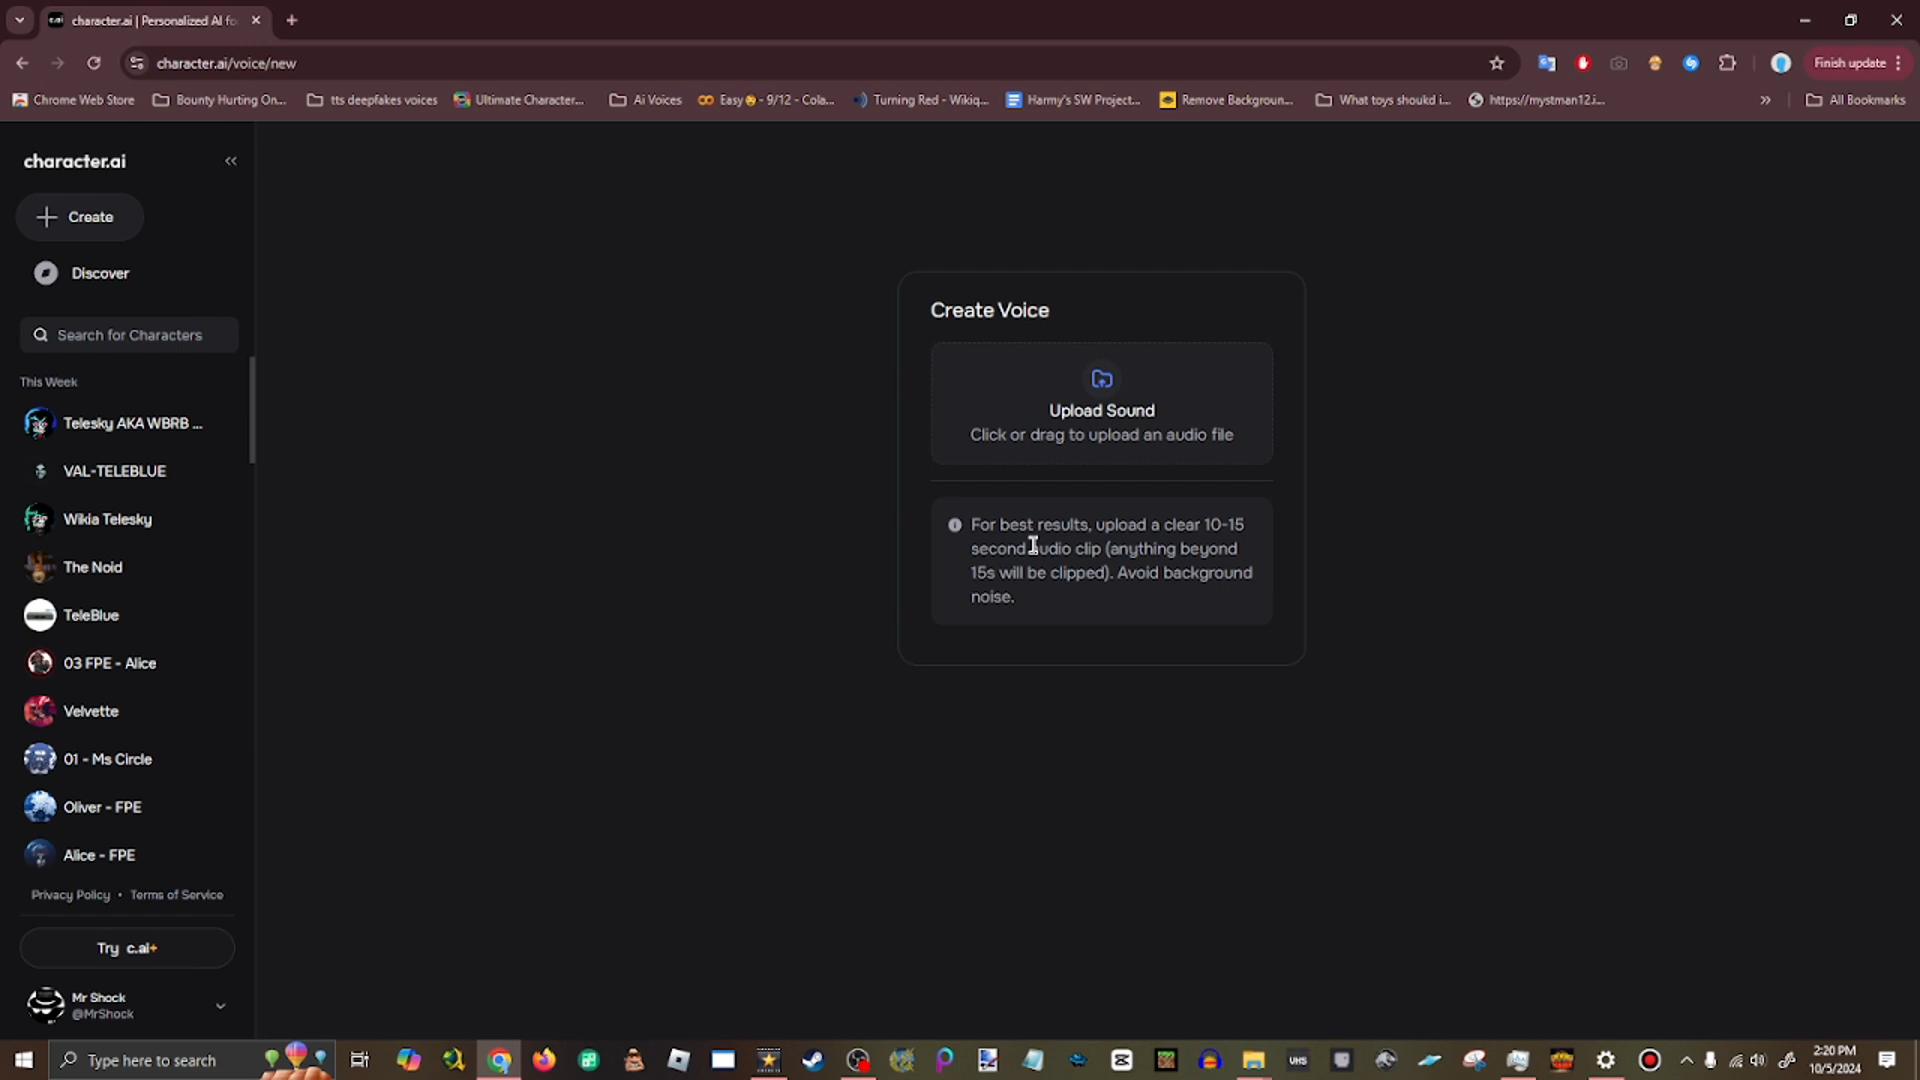 character.ai | Personalized AI fo
character.ai/voice/new
Finish update
Chrome Web Store
Bounty Hurting On...
tts deepfakes voices
Ultimate Character...
Ai Voices
Easy😔 - 9/12 - Cola...
Turning Red - Wikiq...
Harmy's SW Project...
Remove Backgroun...
What toys shoukd i...
https://mystman12.i...
All Bookmarks
character.ai
Create
Discover
Search for Characters
This Week
Telesky AKA WBRB ...
VAL-TELEBLUE
Wikia Telesky
The Noid
TeleBlue
03 FPE - Alice
Velvette
01 - Ms Circle
Oliver - FPE
Alice - FPE
Privacy Policy • Terms of Service
Try c.ai+
Mr Shock
@MrShock
Create Voice
Upload Sound
Click or drag to upload an audio file
For best results, upload a clear 10-15
second audio clip (anything beyond
15s will be clipped). Avoid background
noise.
Type here to search
UHS
2:20 PM
10/5/2024